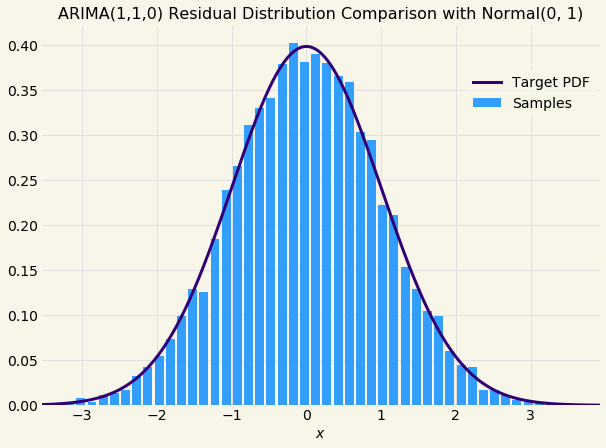 ARIMA(1,1,0) Residual Distribution Comparison with Normal(0, 1)
0.40
0.35
0.30
0.25
0.20
0.15
0.10
0.05
0.00
Target PDF
Samples
−3 −2 −1 0 1 2 3
x